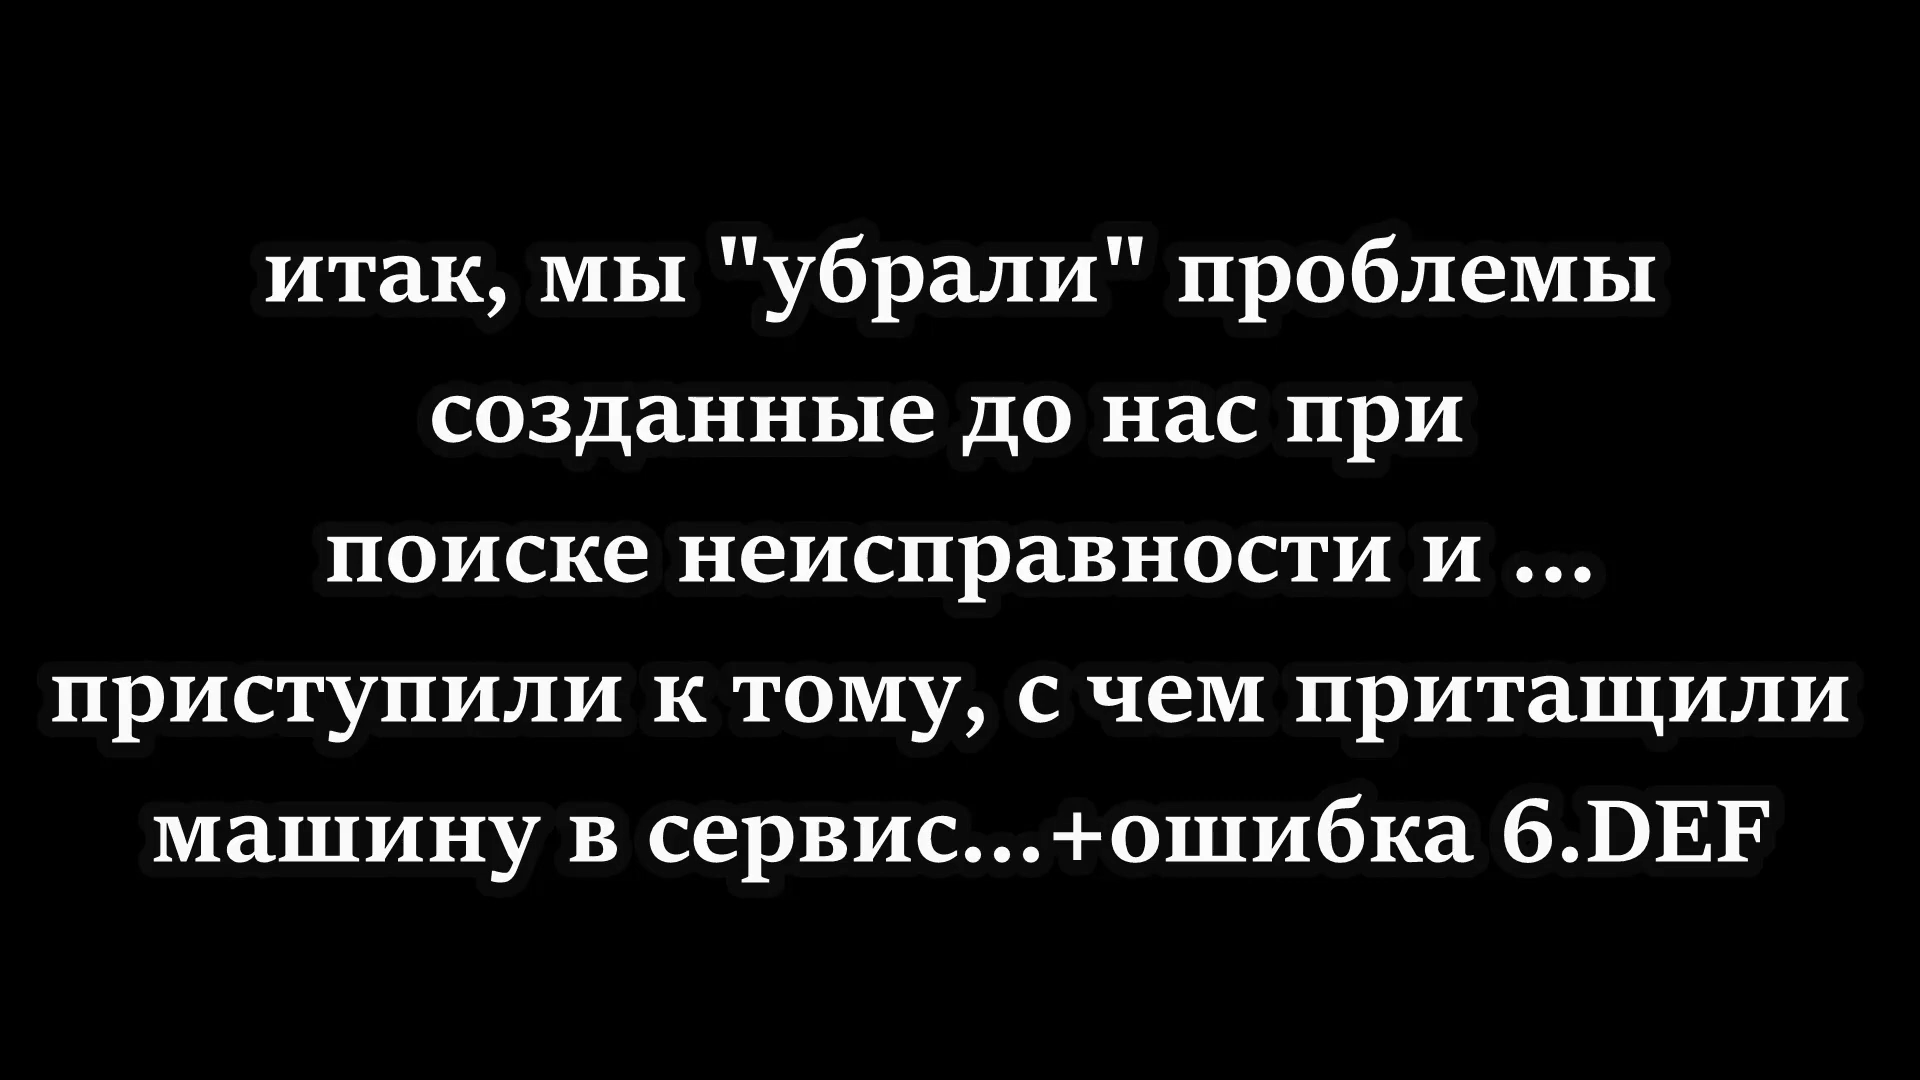 итак, мы "убрали" проблемы
созданные до нас при
поиске неисправности и ...
приступили к тому, с чем притащили
машину в сервис...+ошибка 6.DEF